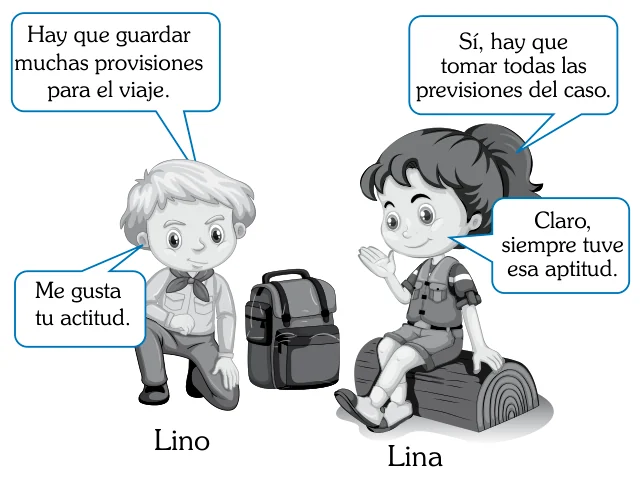 Hay que guardar
muchas provisiones
para el viaje.
Sí, hay que
tomar todas las
previsiones del caso.
Me gusta
tu actitud.
Claro,
siempre tuve
esa aptitud.
Lino
Lina